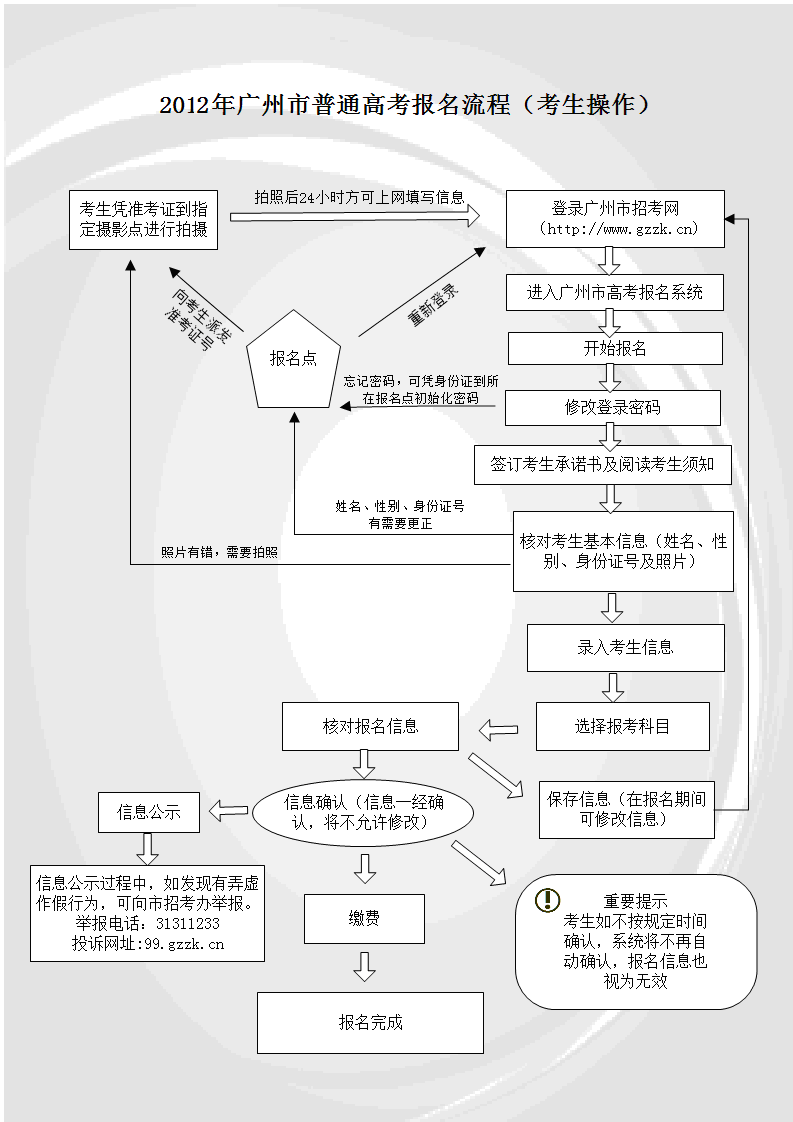 2012年广州市普通高考报名流程（考生操作）
考生凭准考证到指
定摄影点进行拍摄
拍照后24小时方可上网填写信息
登录广州市招考网
(http://www.gzzk.cn)
进入广州市高考报名系统
向考生派发
准考证号
重新登录
报名点
开始报名
忘记密码，可凭身份证到所
在报名点初始化密码
修改登录密码
签订考生承诺书及阅读考生须知
姓名、性别、身份证号
有需要更正
照片有错，需要拍照
核对考生基本信息（姓名、性
别、身份证号及照片）
录入考生信息
核对报名信息
选择报考科目
信息公示
信息确认（信息一经确
认，将不允许修改）
保存信息（在报名期间
可修改信息）
信息公示过程中，如发现有弄虚
作假行为，可向市招考办举报。
举报电话：31311233
投诉网址:99.gzzk.cn
缴费
重要提示
考生如不按规定时间
确认，系统将不再自
动确认，报名信息也
视为无效
报名完成